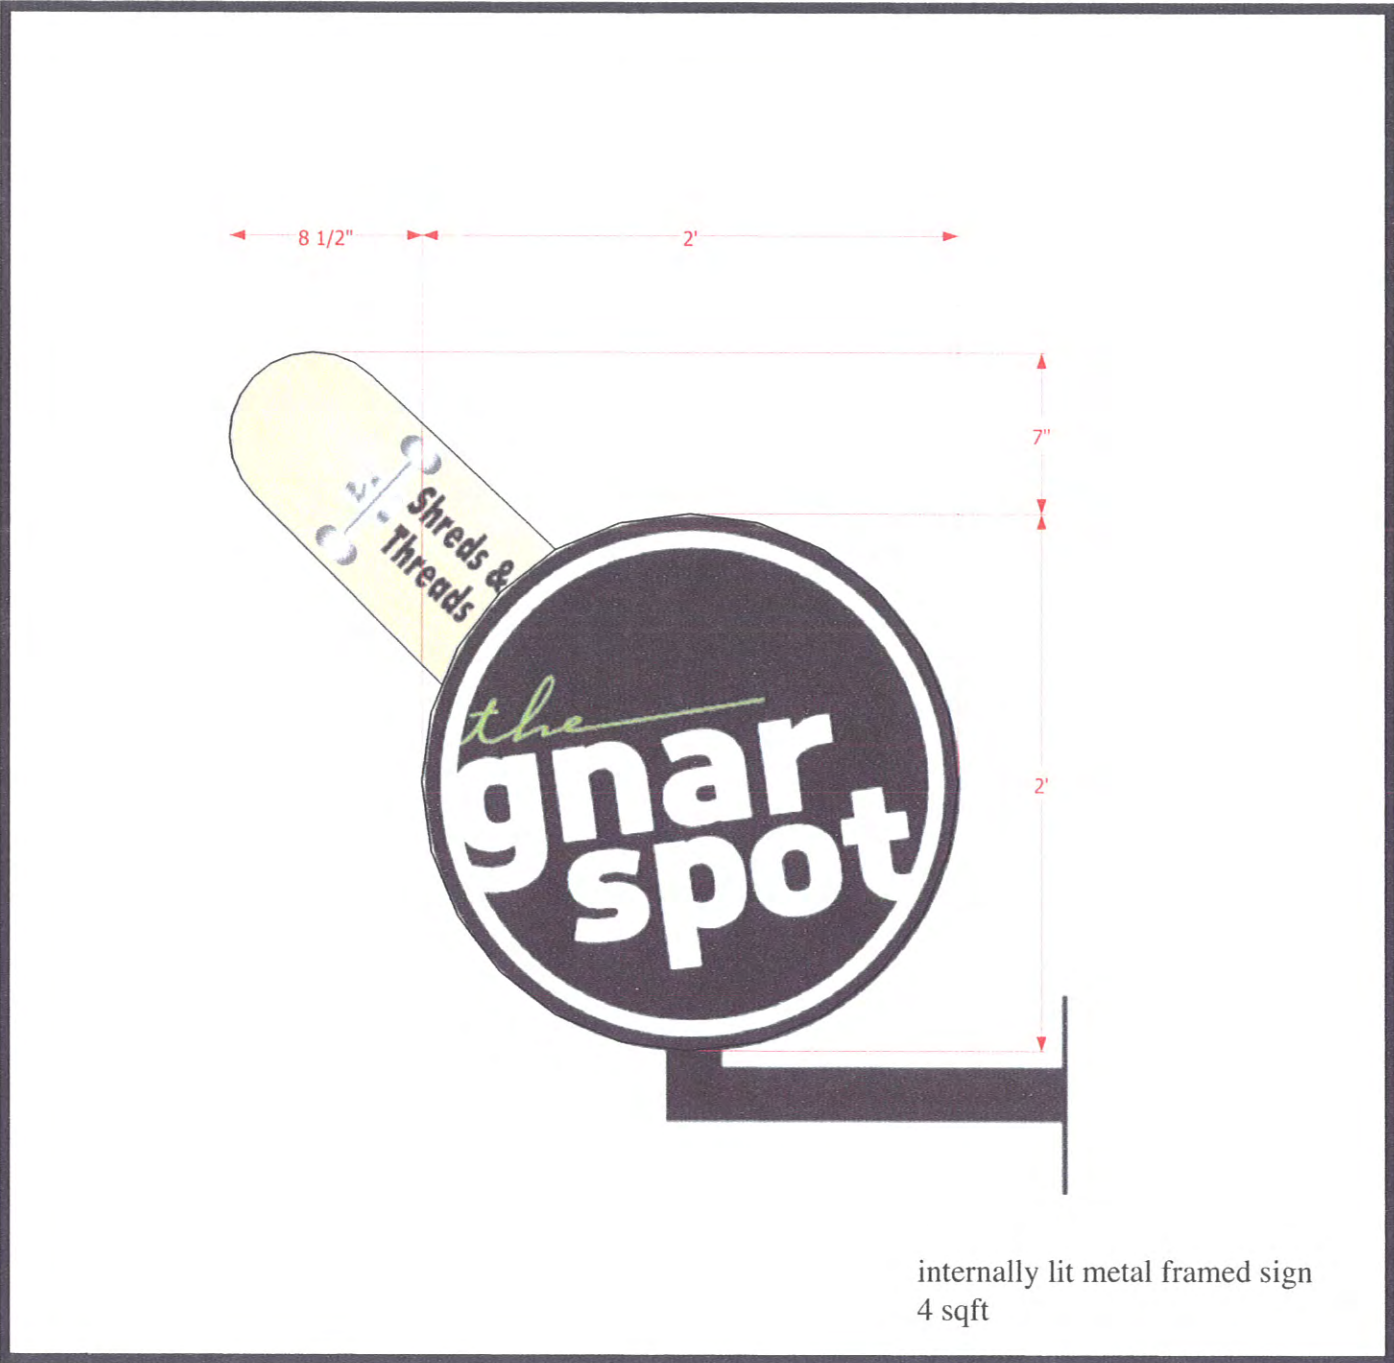 8 1/2"
2'
7"
Shreds &
Threads
the
gnar
spot
2'
internally lit metal framed sign
4 sqft